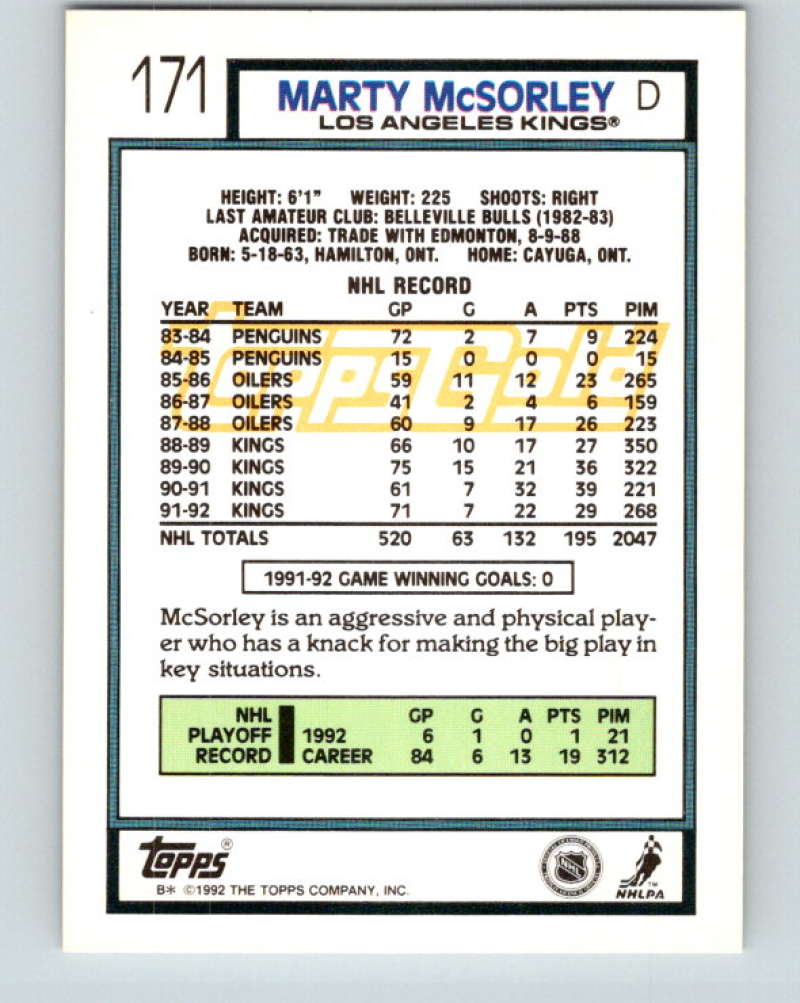 171
MARTY McSORLEY D
LOS ANGELES KINGS®
HEIGHT: 6'1" WEIGHT: 225 SHOOTS: RIGHT
LAST AMATEUR CLUB: BELLEVILLE BULLS (1982-83)
ACQUIRED: TRADE WITH EDMONTON, 8-9-88
BORN: 5-18-63, HAMILTON, ONT. HOME: CAYUGA, ONT.
NHL RECORD
YEAR TEAM GP G A PTS PIM
83-84 PENGUINS 72 2 7 9 224
84-85 PENGUINS 15 0 0 0 15
85-86 OILERS 59 11 12 23 265
86-87 OILERS 41 2 4 6 159
87-88 OILERS 60 9 17 26 223
88-89 KINGS 66 10 17 27 350
89-90 KINGS 75 15 21 36 322
90-91 KINGS 61 7 32 39 221
91-92 KINGS 71 7 22 29 268
NHL TOTALS 520 63 132 195 2047
ToppsGold
1991-92 GAME WINNING GOALS: 0
McSorley is an aggressive and physical play-
er who has a knack for making the big play in
key situations.
NHL GP G A PTS PIM
PLAYOFF 1992 6 1 0 1 21
RECORD CAREER 84 6 13 19 312
TOPPS®
B* ©1992 THE TOPPS COMPANY, INC.
NHL
NHLPA™